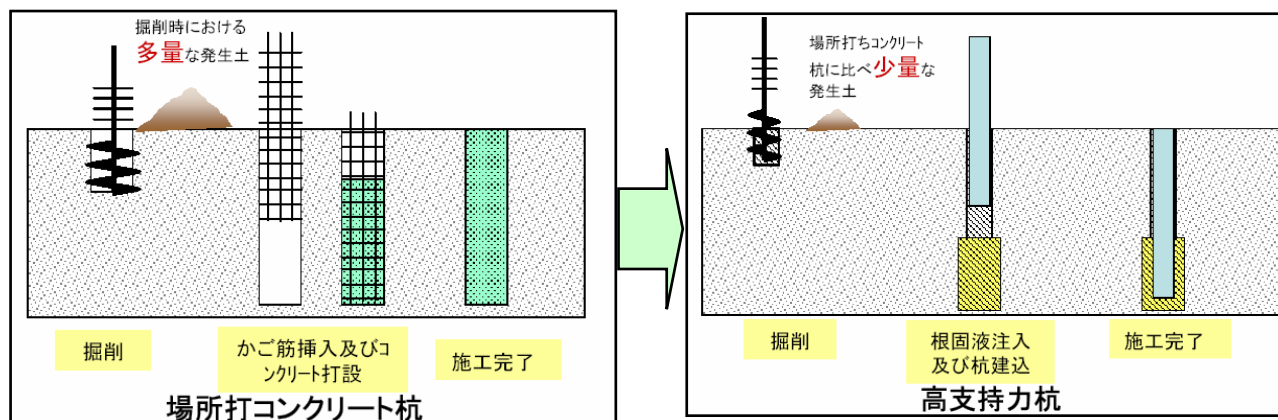 掘削時における
多量な発生土
掘削
かご筋挿入及びコ
ンクリート打設
施工完了
場所打コンクリート杭
場所打ちコンクリート
杭に比べ少量な
発生土
掘削
根固液注入
及び杭建込
施工完了
高支持力杭